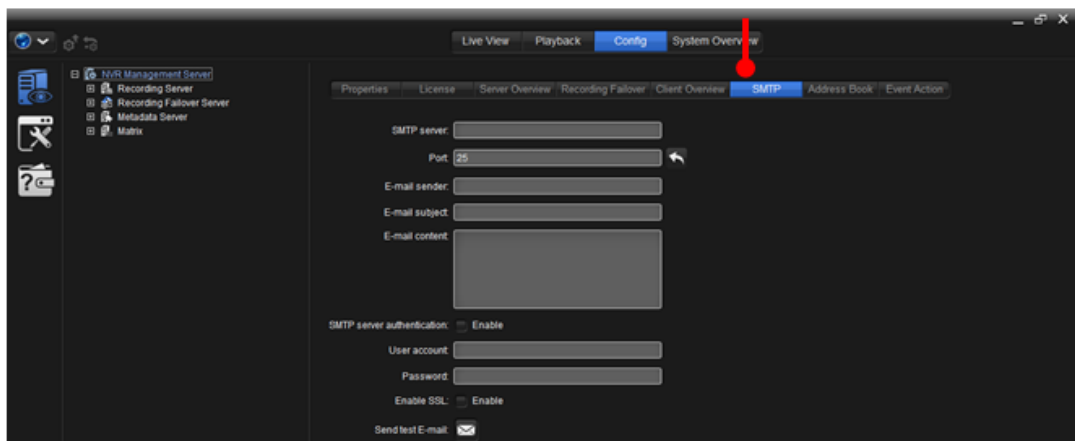 Live View Playback Config System Overview
NVR Management Server
Recording Server
Recording Failover Server
Metadata Server
Matrix
Properties License Server Overview Recording Failover Client Overview SMTP Address Book Event Action
SMTP server:
Port: 25
E-mail sender:
E-mail subject:
E-mail content:
SMTP server authentication: Enable
User account:
Password:
Enable SSL: Enable
Send test E-mail: